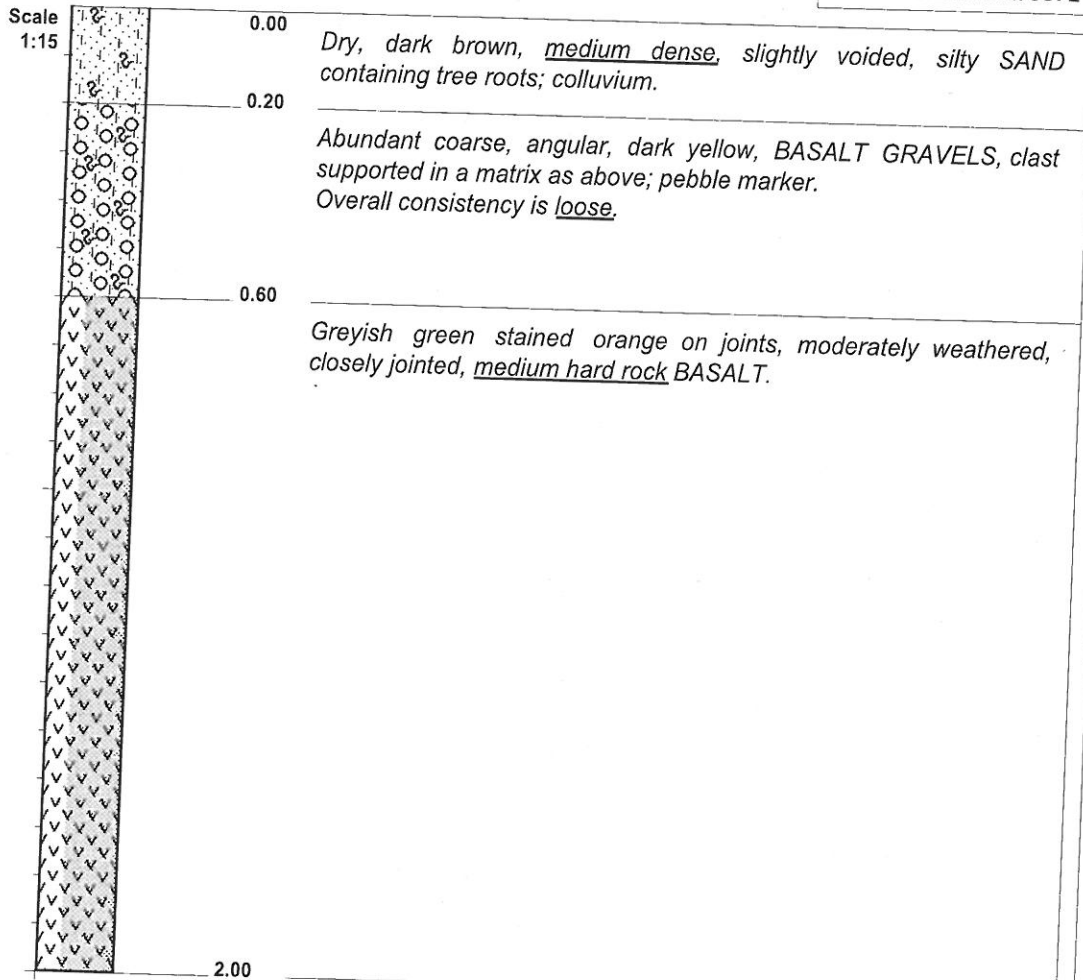 Scale
1:15
0.00
Dry, dark brown, medium dense, slightly voided, silty SAND
containing tree roots; colluvium.
0.20
Abundant coarse, angular, dark yellow, BASALT GRAVELS, clast
supported in a matrix as above; pebble marker.
Overall consistency is loose.
0.60
Greyish green stained orange on joints, moderately weathered,
closely jointed, medium hard rock BASALT.
2.00